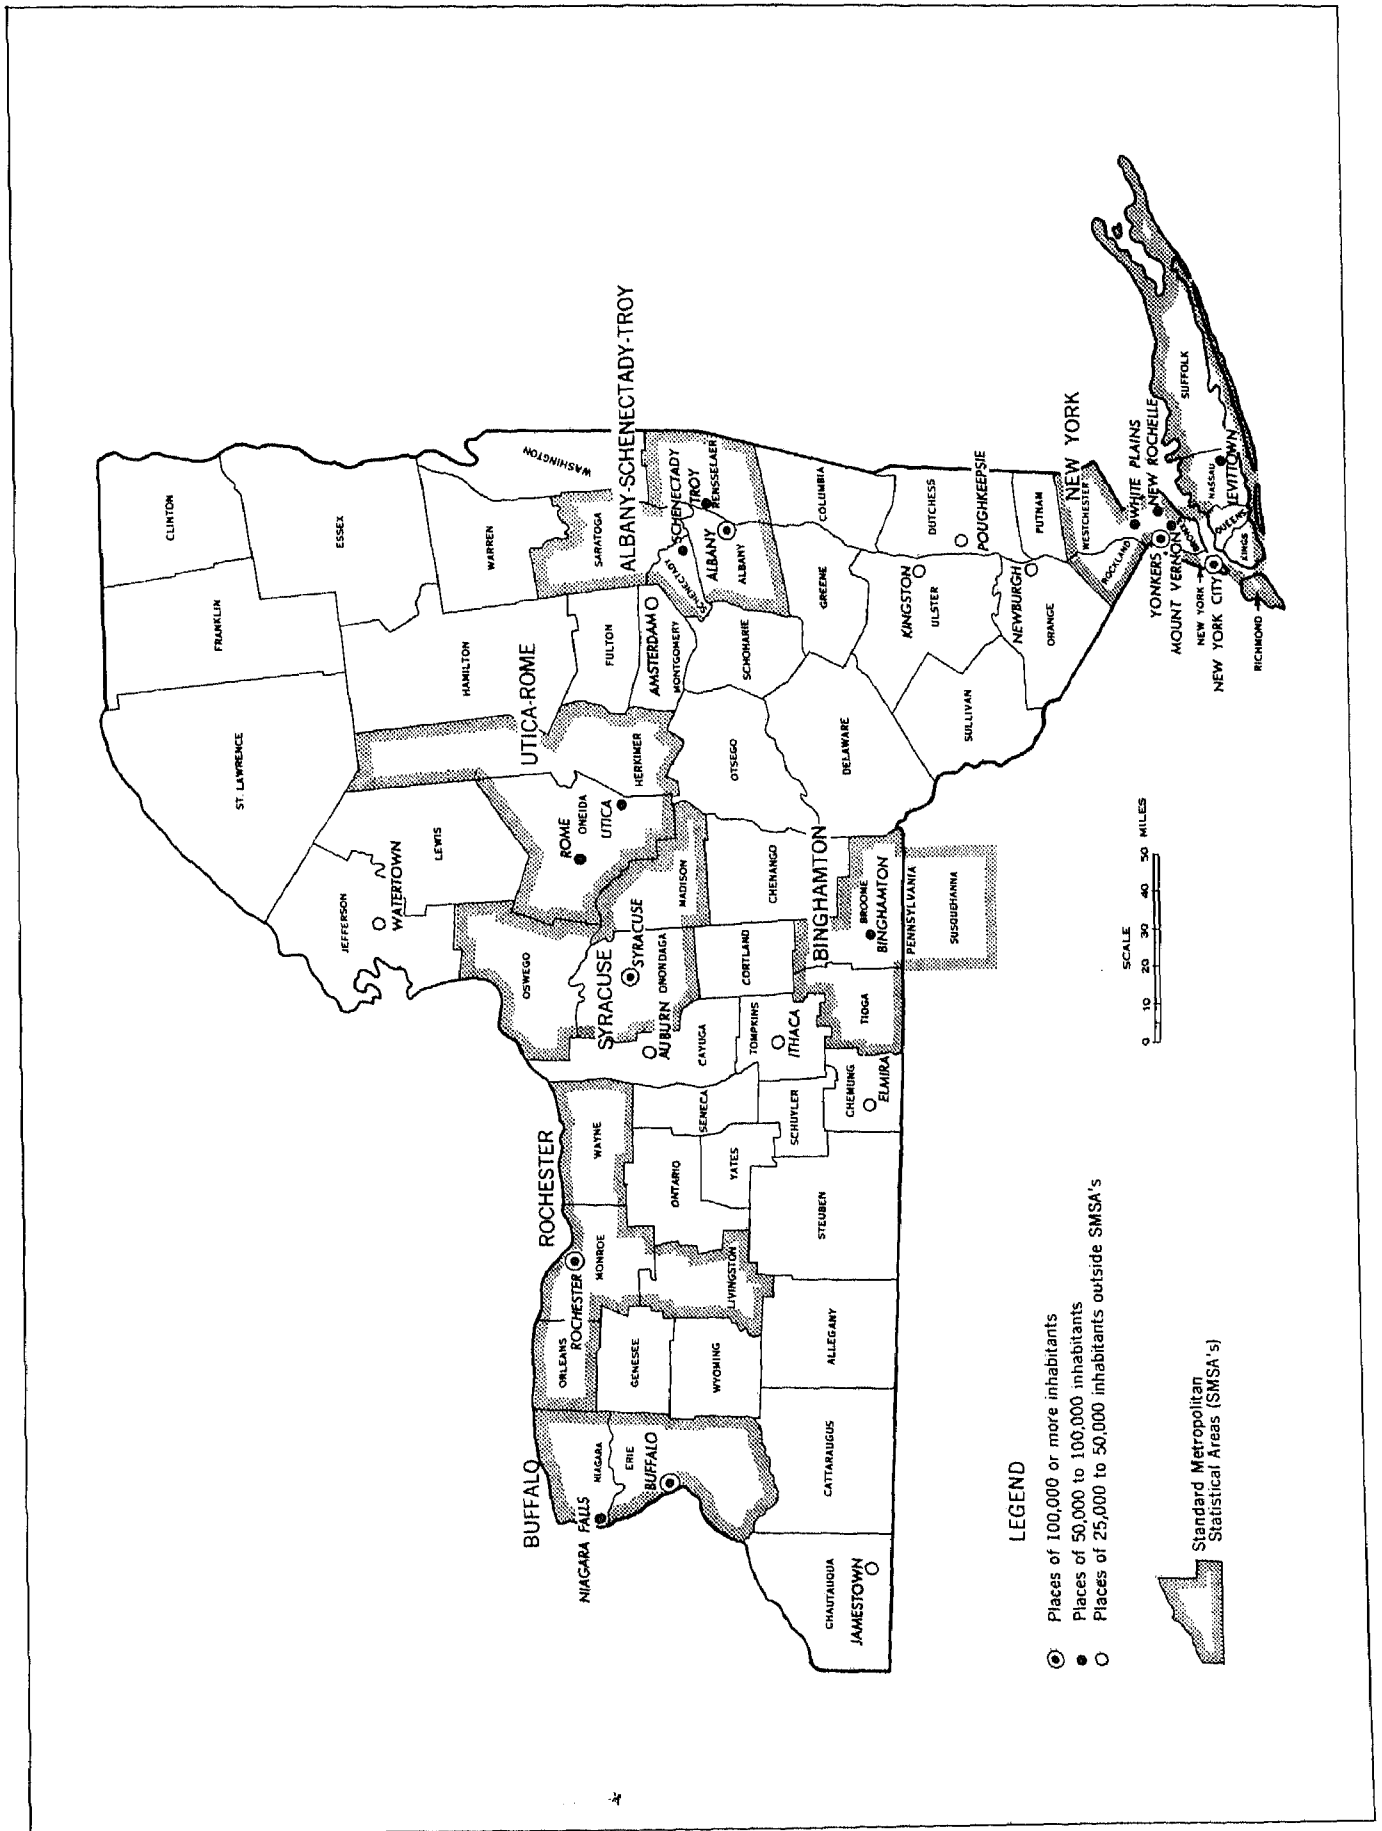 CLINTON
FRANKLIN
ST. LAWRENCE
ESSEX
JEFFERSON
WATERTOWN
LEWIS
HAMILTON
WARREN
WASHINGTON
UTICA-ROME
OSWEGO
ROME
ONEIDA
UTICA
HERKIMER
FULTON
SARATOGA
ALBANY-SCHENECTADY-TROY
AMSTERDAM
MONTGOMERY
SCHENECTADY
SCHENECTADY
TROY
RENSSELAER
ALBANY
ALBANY
BUFFALO
NIAGARA FALLS
NIAGARA
ERIE
BUFFALO
ROCHESTER
ORLEANS
ROCHESTER
MONROE
WAYNE
GENESEE
WYOMING
LIVINGSTON
ONTARIO
YATES
SENECA
SYRACUSE
SYRACUSE
ONONDAGA
AUBURN
CAYUGA
MADISON
CORTLAND
CHENANGO
OTSEGO
SCHOHARIE
TOMPKINS
ITHACA
SCHUYLER
CHAUTAUQUA
JAMESTOWN
CATTARAUGUS
ALLEGANY
STEUBEN
CHEMUNG
ELMIRA
TIOGA
BINGHAMTON
BROOME
BINGHAMTON
PENNSYLVANIA
SUSQUEHANNA
DELAWARE
GREENE
COLUMBIA
KINGSTON
ULSTER
DUTCHESS
POUGHKEEPSIE
SULLIVAN
NEWBURGH
ORANGE
PUTNAM
NEW YORK
WESTCHESTER
ROCKLAND
WHITE PLAINS
NEW ROCHELLE
YONKERS
MOUNT VERNON
BRONX
NEW YORK
NEW YORK CITY
QUEENS
KINGS
RICHMOND
NASSAU
LEVITTOWN
SUFFOLK
LEGEND
Places of 100,000 or more inhabitants
Places of 50,000 to 100,000 inhabitants
Places of 25,000 to 50,000 inhabitants outside SMSA's
Standard Metropolitan
Statistical Areas (SMSA's)
SCALE
0 10 20 30 40 50 MILES